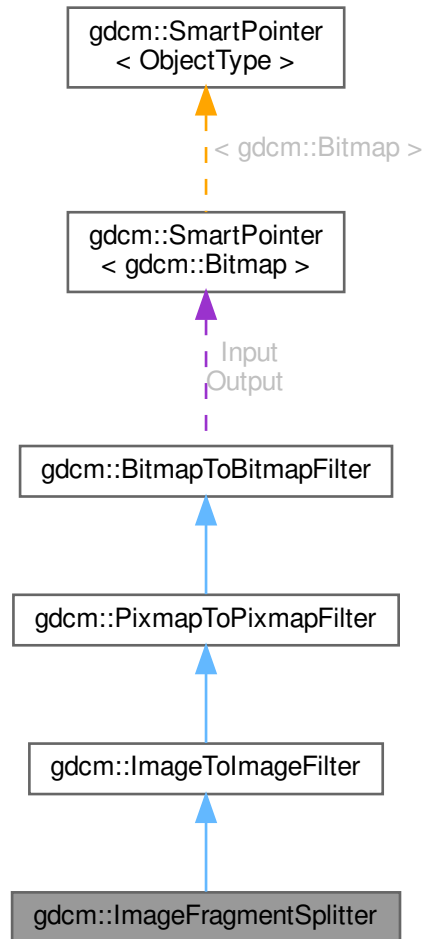 gdcm::SmartPointer
< ObjectType >
< gdcm::Bitmap >
gdcm::SmartPointer
< gdcm::Bitmap >
Input
Output
gdcm::BitmapToBitmapFilter
gdcm::PixmapToPixmapFilter
gdcm::ImageToImageFilter
gdcm::ImageFragmentSplitter